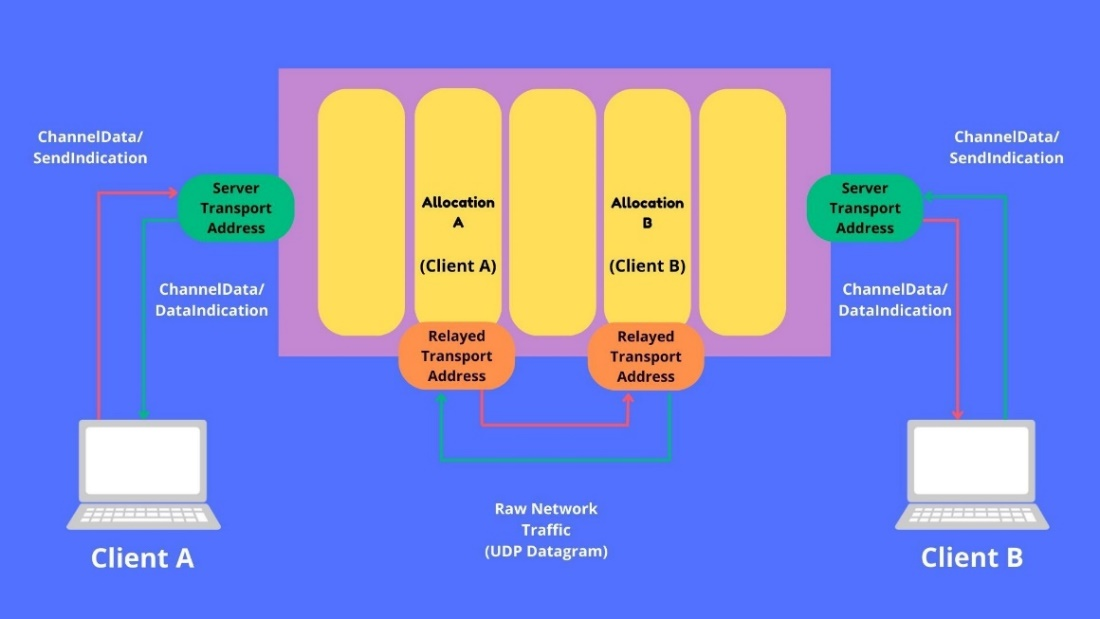 ChannelData/
SendIndication
Server
Transport
Address
ChannelData/
DataIndication
Client A
Allocation
A
(Client A)
Relayed
Transport
Address
Allocation
B
(Client B)
Relayed
Transport
Address
Raw Network
Traffic
(UDP Datagram)
ChannelData/
SendIndication
Server
Transport
Address
ChannelData/
DataIndication
Client B